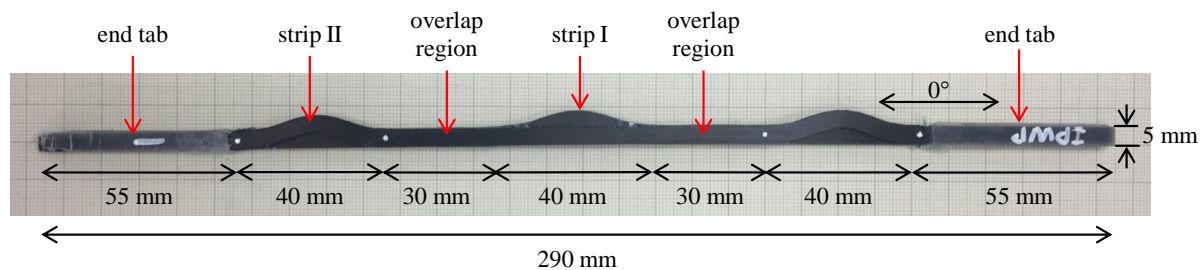 end tab
strip II
overlap
region
strip I
overlap
region
end tab
0°
IPWP
5 mm
55 mm
40 mm
30 mm
40 mm
30 mm
40 mm
55 mm
290 mm